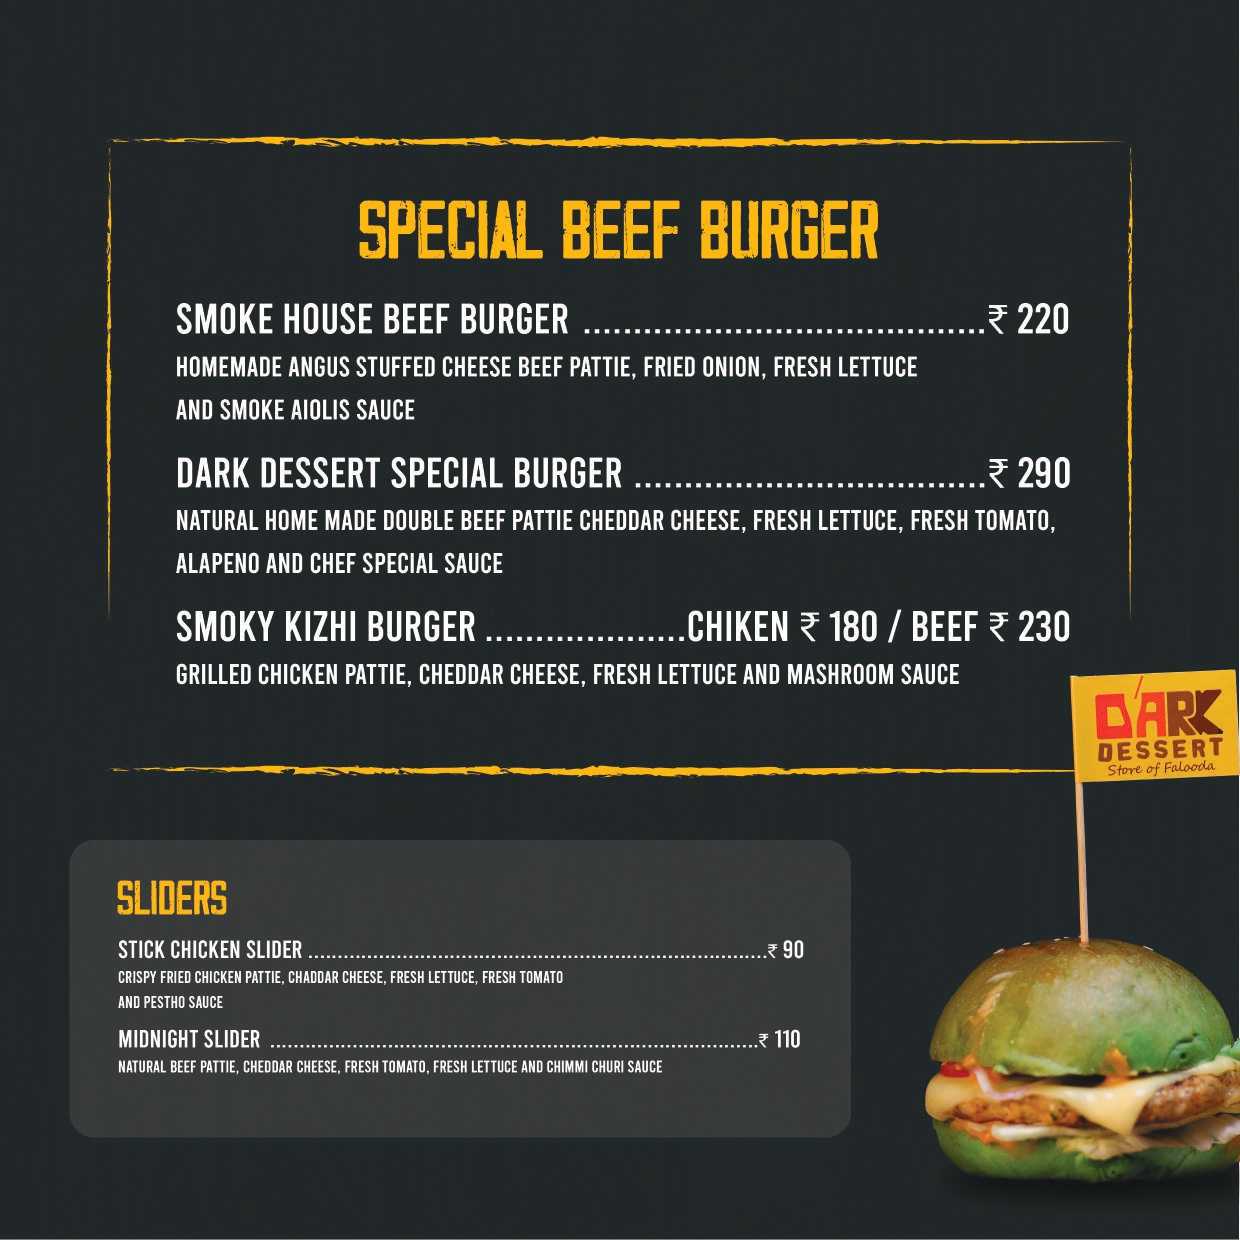 SPECIAL BEEF BURGER
SMOKE HOUSE BEEF BURGER ........................................₹ 220
HOMEMADE ANGUS STUFFED CHEESE BEEF PATTIE, FRIED ONION, FRESH LETTUCE
AND SMOKE AIOLIS SAUCE
DARK DESSERT SPECIAL BURGER ...................................₹ 290
NATURAL HOME MADE DOUBLE BEEF PATTIE CHEDDAR CHEESE, FRESH LETTUCE, FRESH TOMATO,
ALAPENO AND CHEF SPECIAL SAUCE
SMOKY KIZHI BURGER ....................CHIKEN ₹ 180 / BEEF ₹ 230
GRILLED CHICKEN PATTIE, CHEDDAR CHEESE, FRESH LETTUCE AND MASHROOM SAUCE
D'ARK
DESSERT
Store of Falooda
SLIDERS
STICK CHICKEN SLIDER ..............................................................................₹ 90
CRISPY FRIED CHICKEN PATTIE, CHADDAR CHEESE, FRESH LETTUCE, FRESH TOMATO
AND PESTHO SAUCE
MIDNIGHT SLIDER ...................................................................................₹ 110
NATURAL BEEF PATTIE, CHEDDAR CHEESE, FRESH TOMATO, FRESH LETTUCE AND CHIMMI CHURI SAUCE